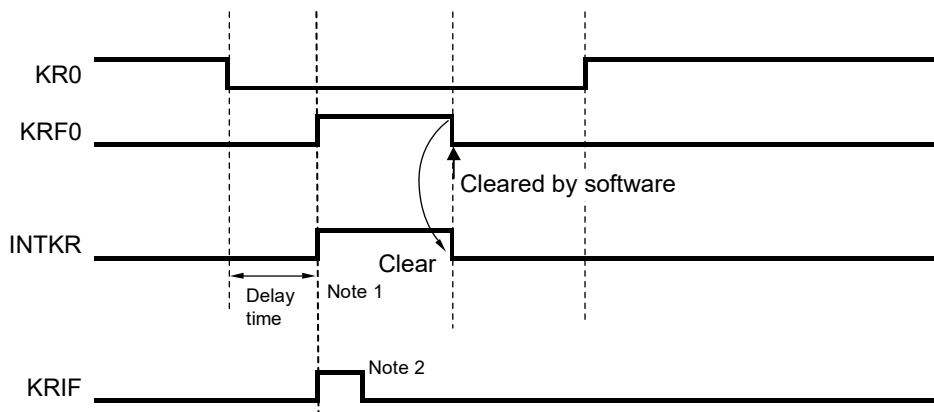 KR0
KRF0
Cleared by software
INTKR
Clear
Delay
time
Note 1
Note 2
KRIF